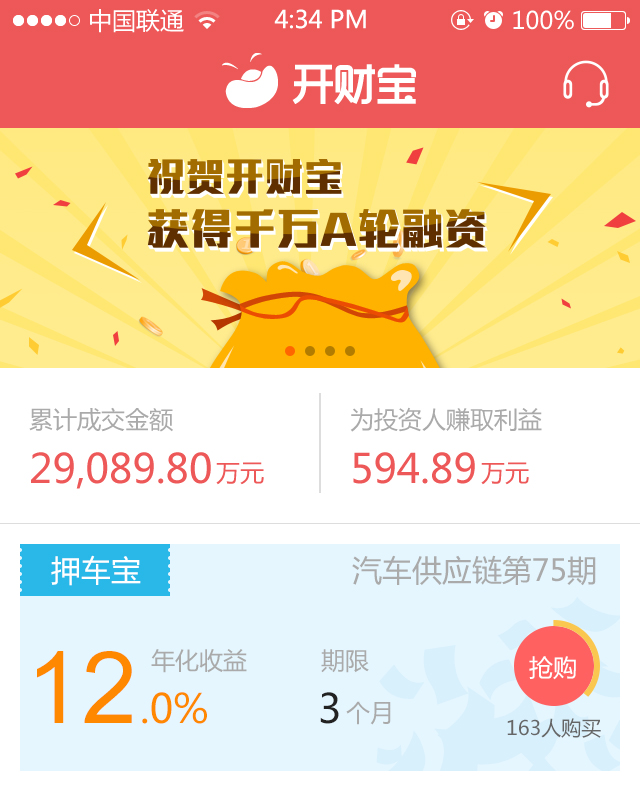 中国联通 4:34 PM 100%
开财宝
祝贺开财宝
获得千万A轮融资
累计成交金额 为投资人赚取利益
29,089.80万元 594.89万元
押车宝 汽车供应链第75期
12.0% 年化收益 期限 抢购
3个月
163人购买